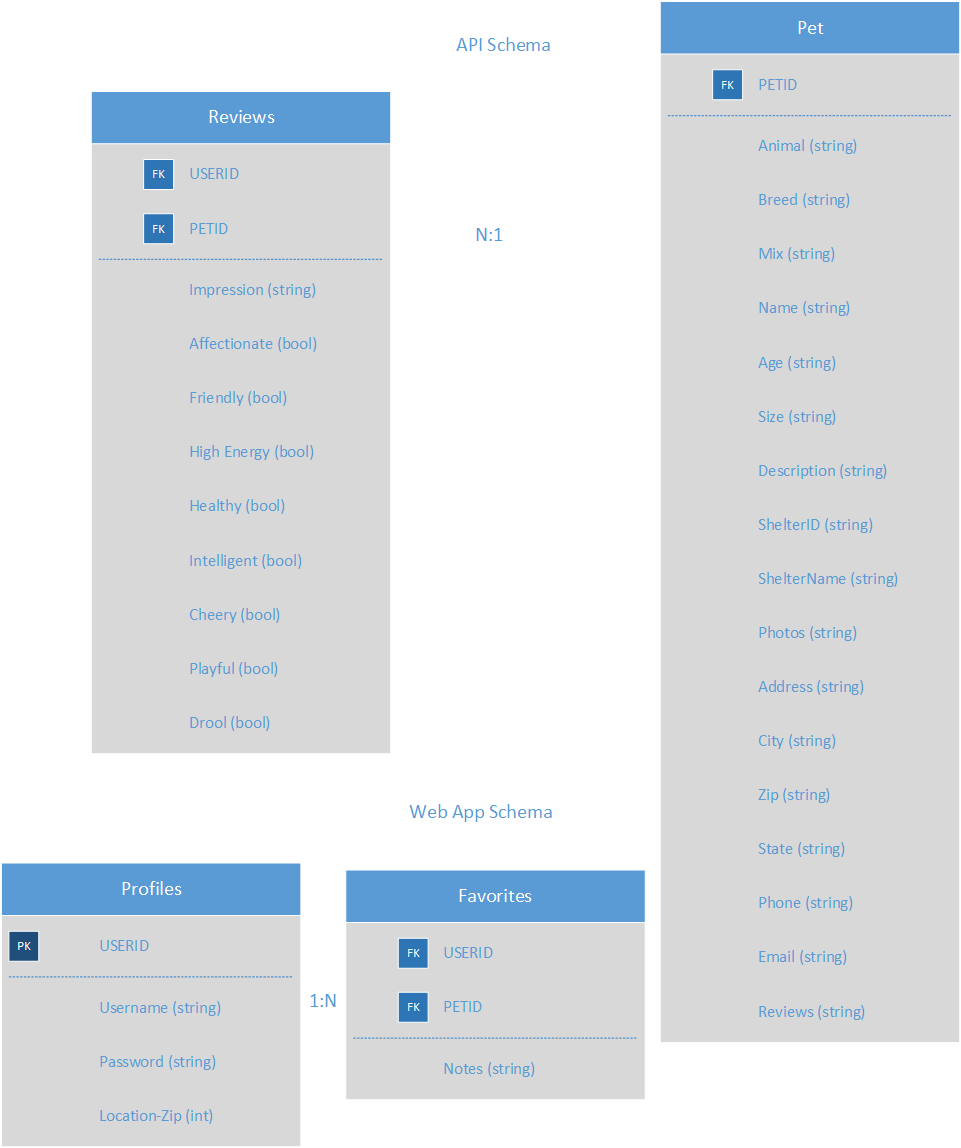 API Schema
Reviews
FK USERID
FK PETID
Impression (string)
Affectionate (bool)
Friendly (bool)
High Energy (bool)
Healthy (bool)
Intelligent (bool)
Cheery (bool)
Playful (bool)
Drool (bool)
N:1
Pet
FK PETID
Animal (string)
Breed (string)
Mix (string)
Name (string)
Age (string)
Size (string)
Description (string)
ShelterID (string)
ShelterName (string)
Photos (string)
Address (string)
City (string)
Zip (string)
State (string)
Phone (string)
Email (string)
Reviews (string)
Web App Schema
Profiles
PK USERID
Username (string)
Password (string)
Location-Zip (int)
1:N
Favorites
FK USERID
FK PETID
Notes (string)